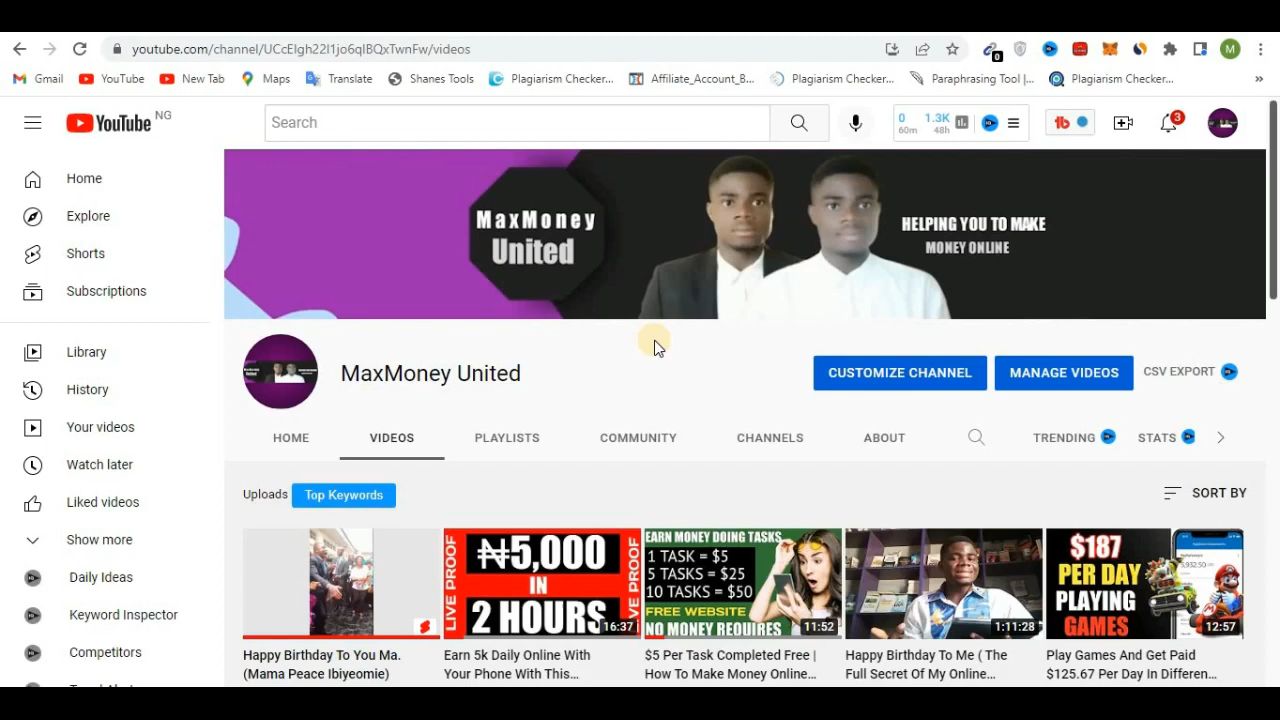 youtube.com/channel/UCcElgh22I1jo6qIBQxTwnFw/videos
0
M
Gmail YouTube New Tab Maps Translate Shanes Tools Plagiarism Checker... Affiliate_Account_B... Plagiarism Checker... Paraphrasing Tool |... Plagiarism Checker... »
YouTube NG
Search
0 1.3K
60m 48h
3
Home
Explore
Shorts
Subscriptions
Library
History
Your videos
Watch later
Liked videos
Show more
Daily Ideas
Keyword Inspector
Competitors
MaxMoney
United
HELPING YOU TO MAKE
MONEY ONLINE
MaxMoney United
CUSTOMIZE CHANNEL MANAGE VIDEOS CSV EXPORT
HOME VIDEOS PLAYLISTS COMMUNITY CHANNELS ABOUT TRENDING STATS
Uploads Top Keywords SORT BY
LIVE PROOF
₦5,000
IN
2 HOURS
LIVE PROOF
16:37
EARN MONEY DOING TASKS
1 TASK = $5
5 TASKS = $25
10 TASKS = $50
FREE WEBSITE
NO MONEY REQUIRES
11:52
1:11:28
$187
PER DAY
PLAYING
GAMES
5,932.50
12:57
Happy Birthday To You Ma.
(Mama Peace Ibiyeomie)
Earn 5k Daily Online With
Your Phone With This...
$5 Per Task Completed Free |
How To Make Money Online...
Happy Birthday To Me ( The
Full Secret Of My Online...
Play Games And Get Paid
$125.67 Per Day In Differen...